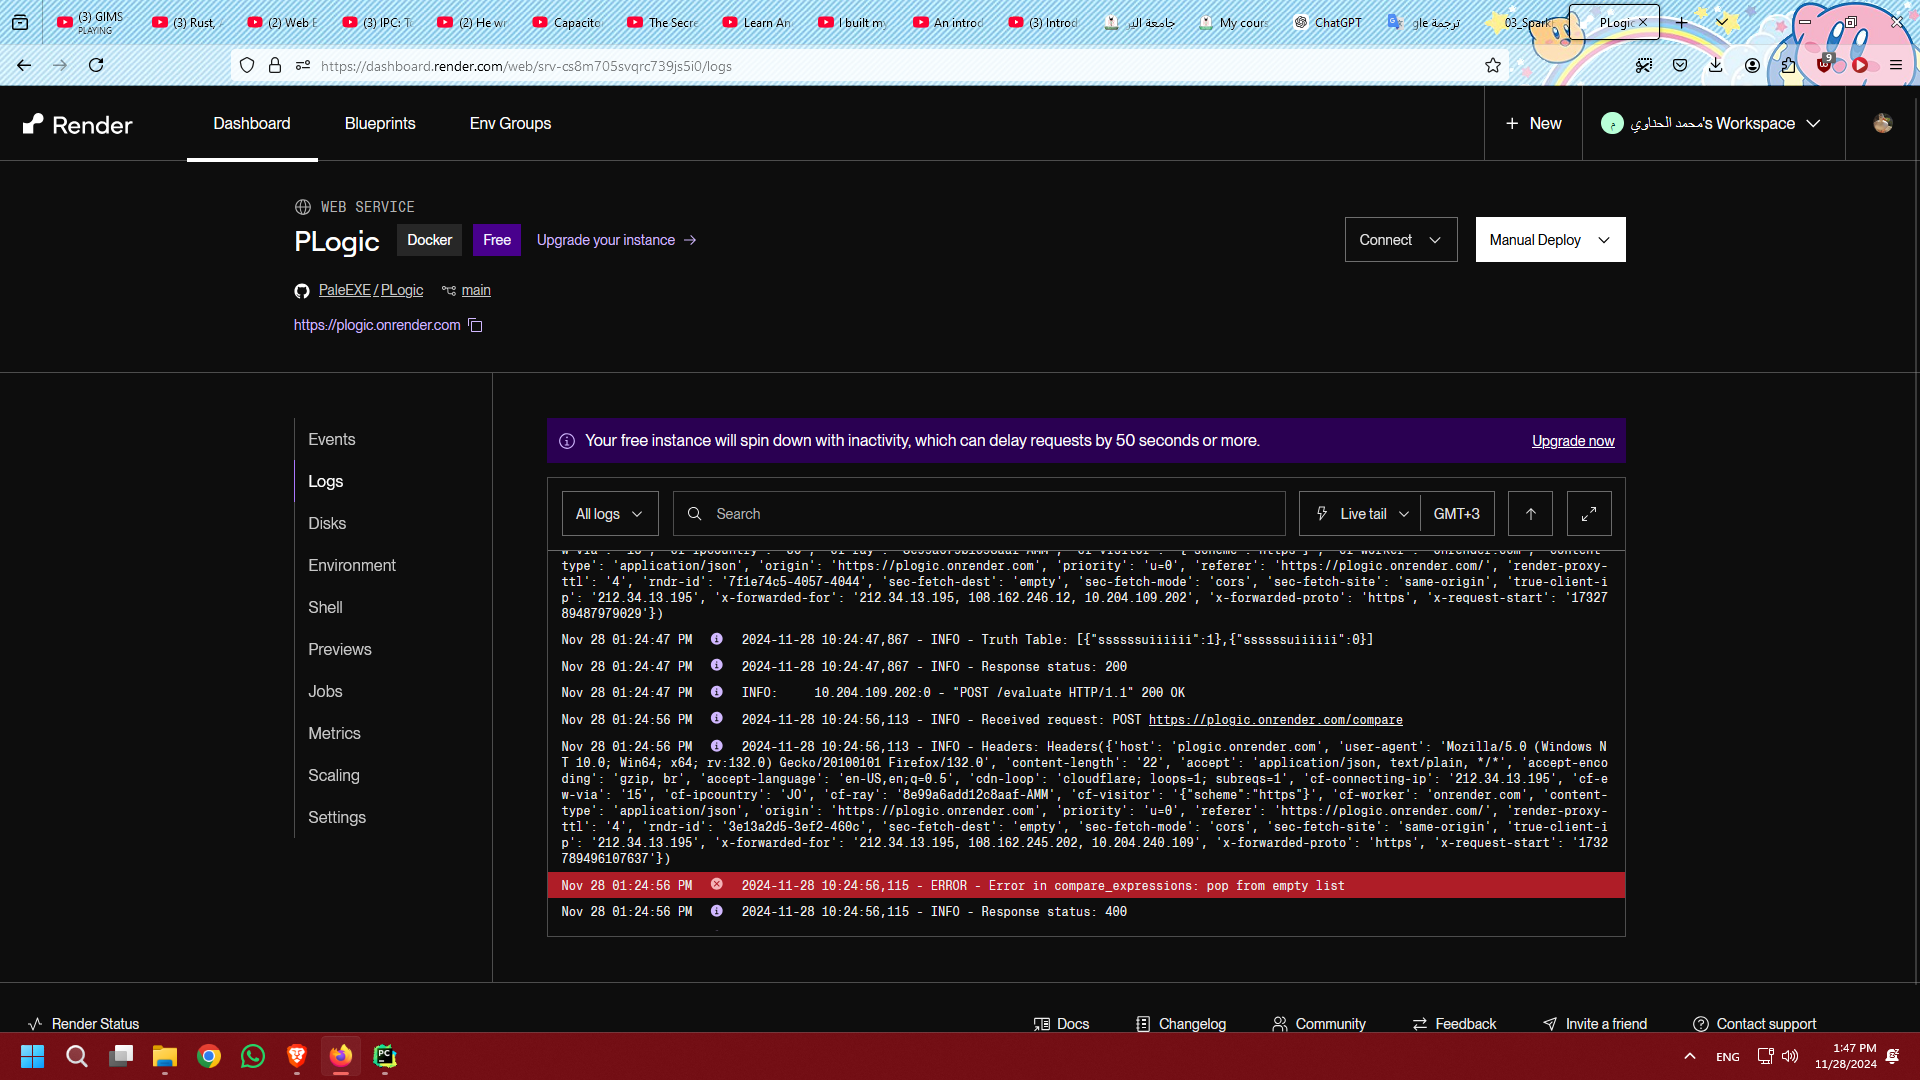 (3) GIMS
PLAYING
(3) Rust,
(2) Web E
(3) IPC: T
(2) He wr
Capacito
The Secre
Learn An
I built my
An introd
(3) Introd
جامعة الير
My cours
ChatGPT
ترجمة gle
03_Spark
PLogic
https://dashboard.render.com/web/srv-cs8m705svqrc739js5i0/logs
9
Render
Dashboard
Blueprints
Env Groups
+ New
م
محمد الحناوي's Workspace
WEB SERVICE
PLogic
Docker
Free
Upgrade your instance →
Connect
Manual Deploy
PaleEXE / PLogic
main
https://plogic.onrender.com
Events
Logs
Disks
Environment
Shell
Previews
Jobs
Metrics
Scaling
Settings
Your free instance will spin down with inactivity, which can delay requests by 50 seconds or more.
Upgrade now
All logs
Search
Live tail
GMT+3
type': 'application/json', 'origin': 'https://plogic.onrender.com', 'priority': 'u=0', 'referer': 'https://plogic.onrender.com/', 'render-proxy-
ttl': '4', 'rndr-id': '7f1e74c5-4057-4044', 'sec-fetch-dest': 'empty', 'sec-fetch-mode': 'cors', 'sec-fetch-site': 'same-origin', 'true-client-i
p': '212.34.13.195', 'x-forwarded-for': '212.34.13.195, 108.162.246.12, 10.204.109.202', 'x-forwarded-proto': 'https', 'x-request-start': '17327
89487979029'})
Nov 28 01:24:47 PM 2024-11-28 10:24:47,867 - INFO - Truth Table: [{"ssssssuiiiiii":1},{"ssssssuiiiiii":0}]
Nov 28 01:24:47 PM 2024-11-28 10:24:47,867 - INFO - Response status: 200
Nov 28 01:24:47 PM INFO: 10.204.109.202:0 - "POST /evaluate HTTP/1.1" 200 OK
Nov 28 01:24:56 PM 2024-11-28 10:24:56,113 - INFO - Received request: POST https://plogic.onrender.com/compare
Nov 28 01:24:56 PM 2024-11-28 10:24:56,113 - INFO - Headers: Headers({'host': 'plogic.onrender.com', 'user-agent': 'Mozilla/5.0 (Windows N
T 10.0; Win64; x64; rv:132.0) Gecko/20100101 Firefox/132.0', 'content-length': '22', 'accept': 'application/json, text/plain, */*', 'accept-enco
ding': 'gzip, br', 'accept-language': 'en-US,en;q=0.5', 'cdn-loop': 'cloudflare; loops=1; subreqs=1', 'cf-connecting-ip': '212.34.13.195', 'cf-e
w-via': '15', 'cf-ipcountry': 'JO', 'cf-ray': '8e99a6add12c8aaf-AMM', 'cf-visitor': '{"scheme":"https"}', 'cf-worker': 'onrender.com', 'content-
type': 'application/json', 'origin': 'https://plogic.onrender.com', 'priority': 'u=0', 'referer': 'https://plogic.onrender.com/', 'render-proxy-
ttl': '4', 'rndr-id': '3e13a2d5-3ef2-460c', 'sec-fetch-dest': 'empty', 'sec-fetch-mode': 'cors', 'sec-fetch-site': 'same-origin', 'true-client-i
p': '212.34.13.195', 'x-forwarded-for': '212.34.13.195, 108.162.245.202, 10.204.240.109', 'x-forwarded-proto': 'https', 'x-request-start': '1732
789496107637'})
Nov 28 01:24:56 PM 2024-11-28 10:24:56,115 - ERROR - Error in compare_expressions: pop from empty list
Nov 28 01:24:56 PM 2024-11-28 10:24:56,115 - INFO - Response status: 400
Render Status
Docs
Changelog
Community
Feedback
Invite a friend
Contact support
PC
ENG
1:47 PM
11/28/2024